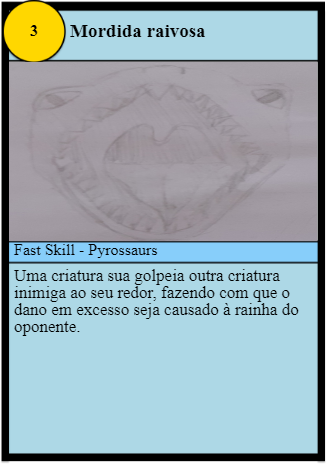 3
Mordida raivosa
Fast Skill - Pyrossaurs
Uma criatura sua golpeia outra criatura
inimiga ao seu redor, fazendo com que o
dano em excesso seja causado à rainha do
oponente.